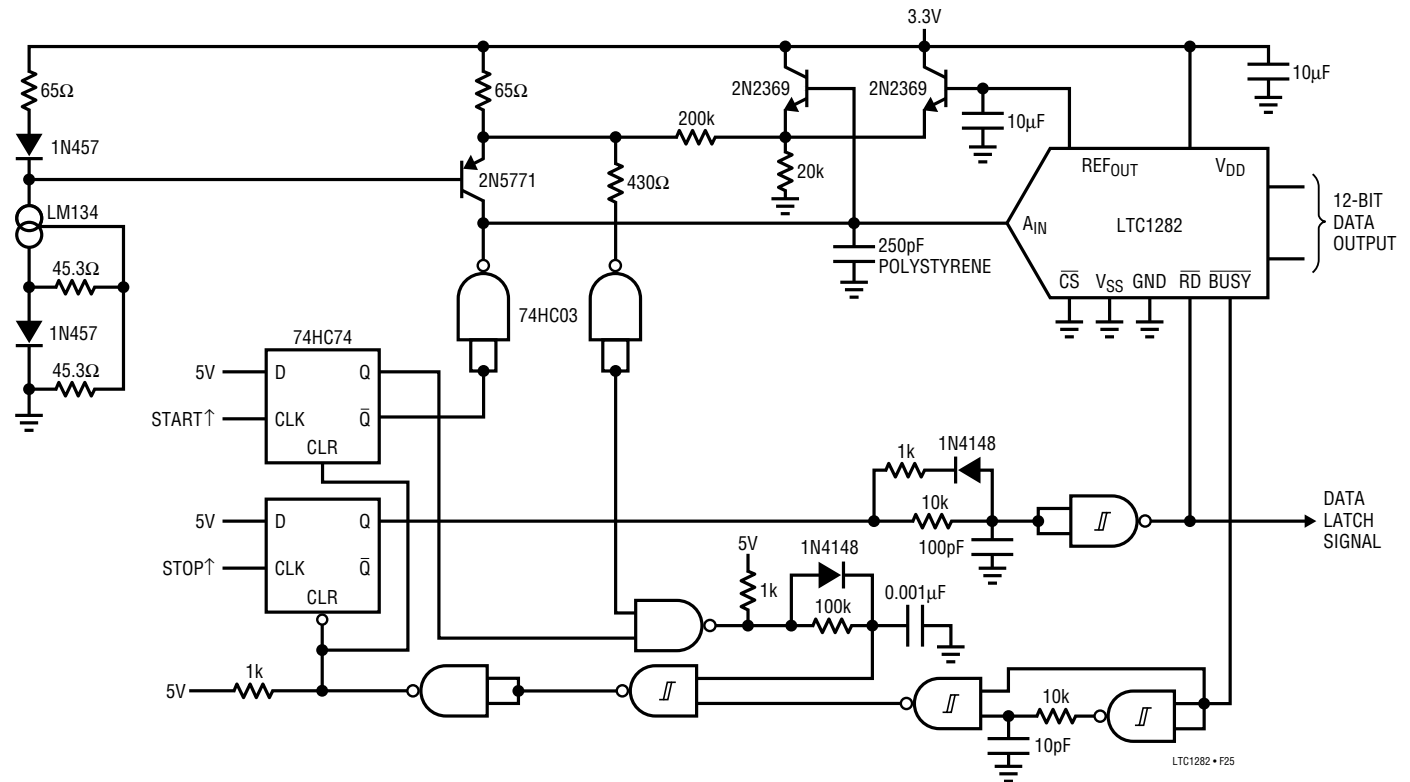 3.3V
65Ω
1N457
LM134
45.3Ω
1N457
45.3Ω
65Ω
2N5771
430Ω
200k
2N2369
20k
2N2369
10µF
10µF
REFOUT
VDD
LTC1282
AIN
CS
VSS
GND
RD
BUSY
12-BIT
DATA
OUTPUT
250pF
POLYSTYRENE
74HC03
74HC74
5V
D
Q
START↑
CLK
Q
CLR
5V
D
Q
STOP↑
CLK
Q
CLR
1k
1N4148
10k
100pF
DATA
LATCH
SIGNAL
5V
1k
1N4148
100k
0.001µF
5V
1k
10k
10pF
LTC1282 • F25